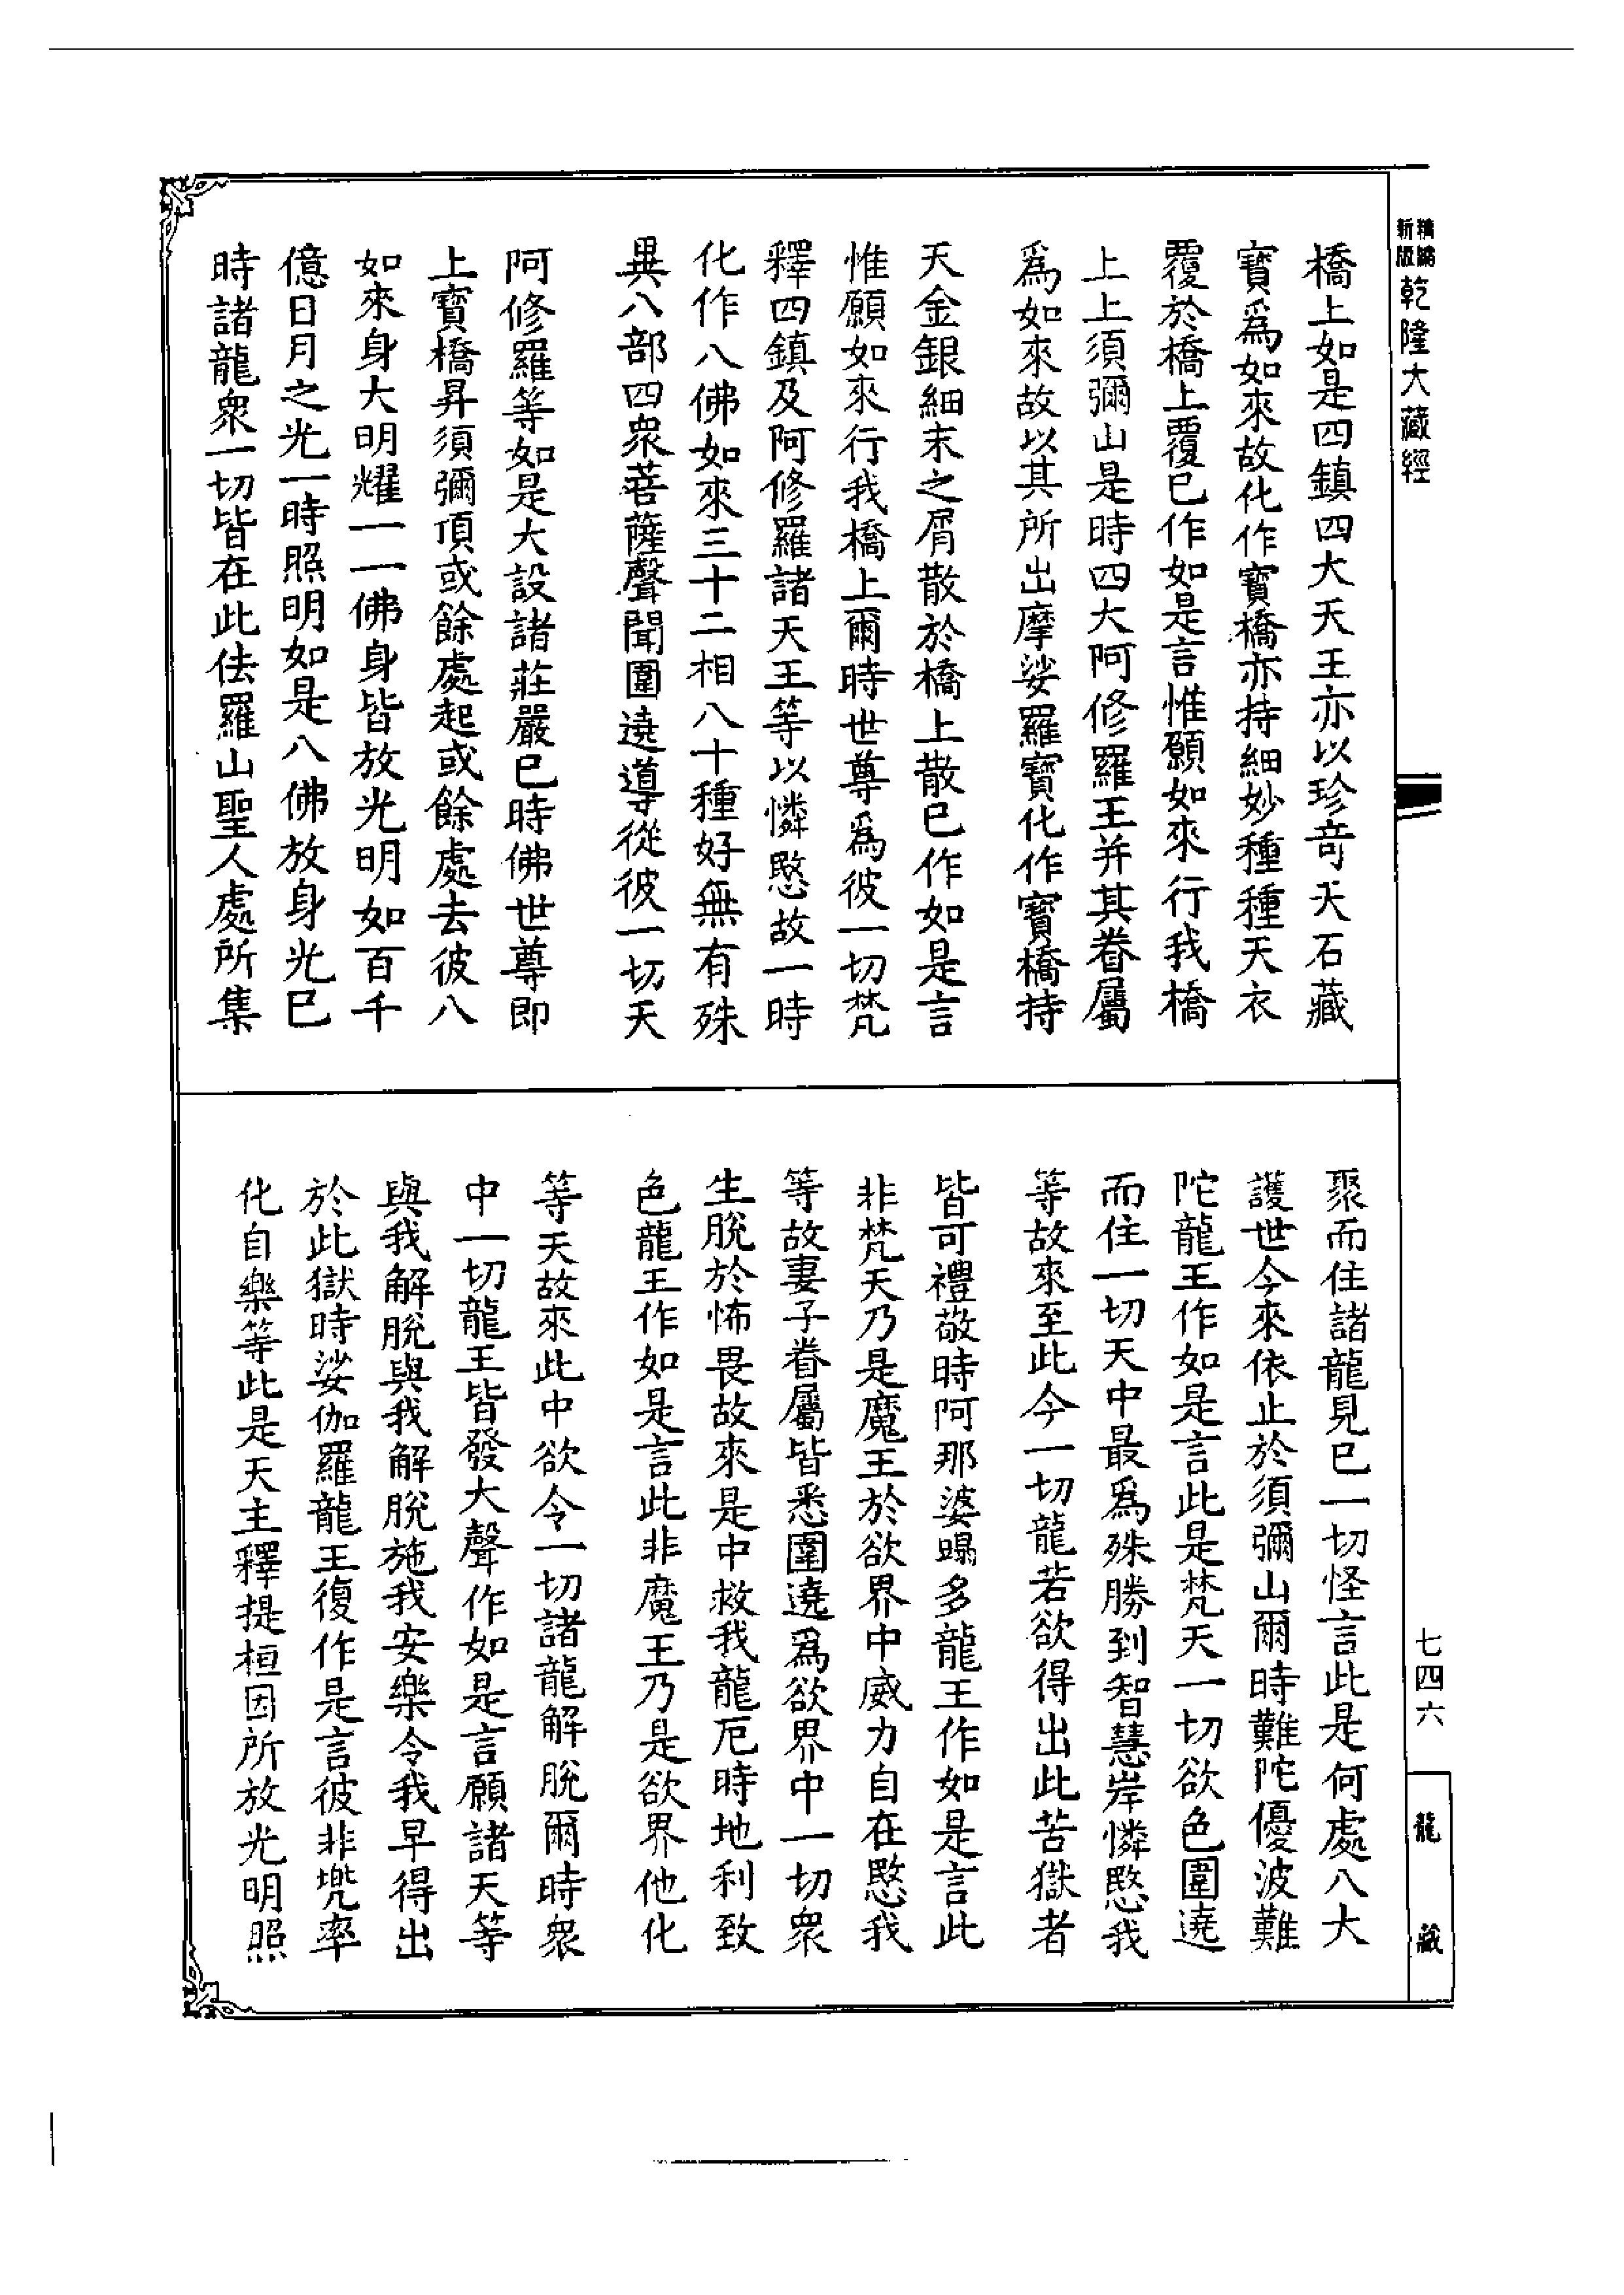 新版
精編
乾隆大藏經
橋上如是四鎮四大天王亦以珍奇天石藏
寶爲如來故化作寶橋亦持細妙種種天衣
覆於橋上覆已作如是言惟願如來行我橋
上上須彌山是時四大阿修羅王并其眷屬
爲如來故以其所出摩娑羅寶化作寶橋持
天金銀細末之屑散於橋上散已作如是言
惟願如來行我橋上爾時世尊爲彼一切梵
釋四鎮及阿修羅諸天王等以憐愍故一時
化作八佛如來三十二相八十種好無有殊
異八部四衆菩薩聲聞圍遶導從彼一切天
阿修羅等如是大設諸莊嚴已時佛世尊即
上寶橋昇須彌頂或餘處起或餘處去彼八
如來身大明耀一一佛身皆放光明如百千
億日月之光一時照明如是八佛放身光已
時諸龍衆一切皆在此佉羅山聖人處所集
聚而住諸龍見已一切怪言此是何處八大
護世今來依止於須彌山爾時難陀優波難
陀龍王作如是言此是梵天一切欲色圍遶
而住一切天中最爲殊勝到智慧岸憐愍我
等故來至此今一切龍若欲得出此苦獄者
皆可禮敬時阿那婆蹋多龍王作如是言此
非梵天乃是魔王於欲界中威力自在愍我
等故妻子眷屬皆悉圍遶爲欲界中一切衆
生脫於怖畏故來是中救我龍厄時地利致
色龍王作如是言此非魔王乃是欲界他化
等天故來此中欲令一切諸龍解脫爾時衆
中一切龍王皆發大聲作如是言願諸天等
與我解脫與我解脫施我安樂令我早得出
於此獄時娑伽羅龍王復作是言彼非兜率
化自樂等此是天主釋提桓因所放光明照
七四六
龍藏